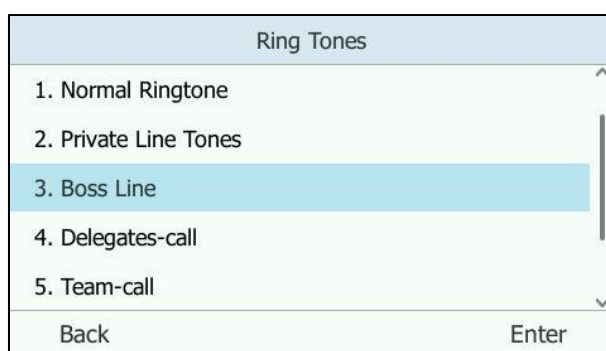 Ring Tones
1. Normal Ringtone
2. Private Line Tones
3. Boss Line
4. Delegates-call
5. Team-call
Back Enter